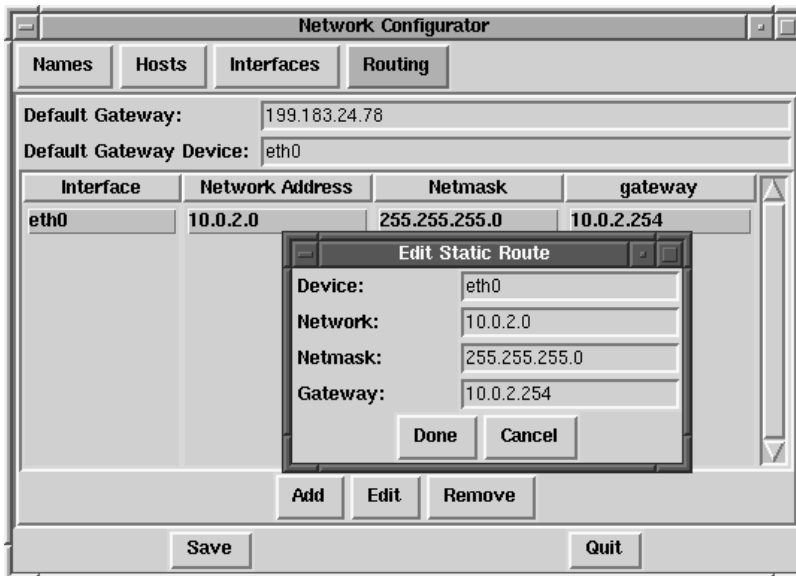 Network Configurator
Names Hosts Interfaces Routing
Default Gateway: 199.183.24.78
Default Gateway Device: eth0
Interface Network Address Netmask gateway
eth0 10.0.2.0 255.255.255.0 10.0.2.254
Edit Static Route
Device: eth0
Network: 10.0.2.0
Netmask: 255.255.255.0
Gateway: 10.0.2.254
Done Cancel
Add Edit Remove
Save Quit